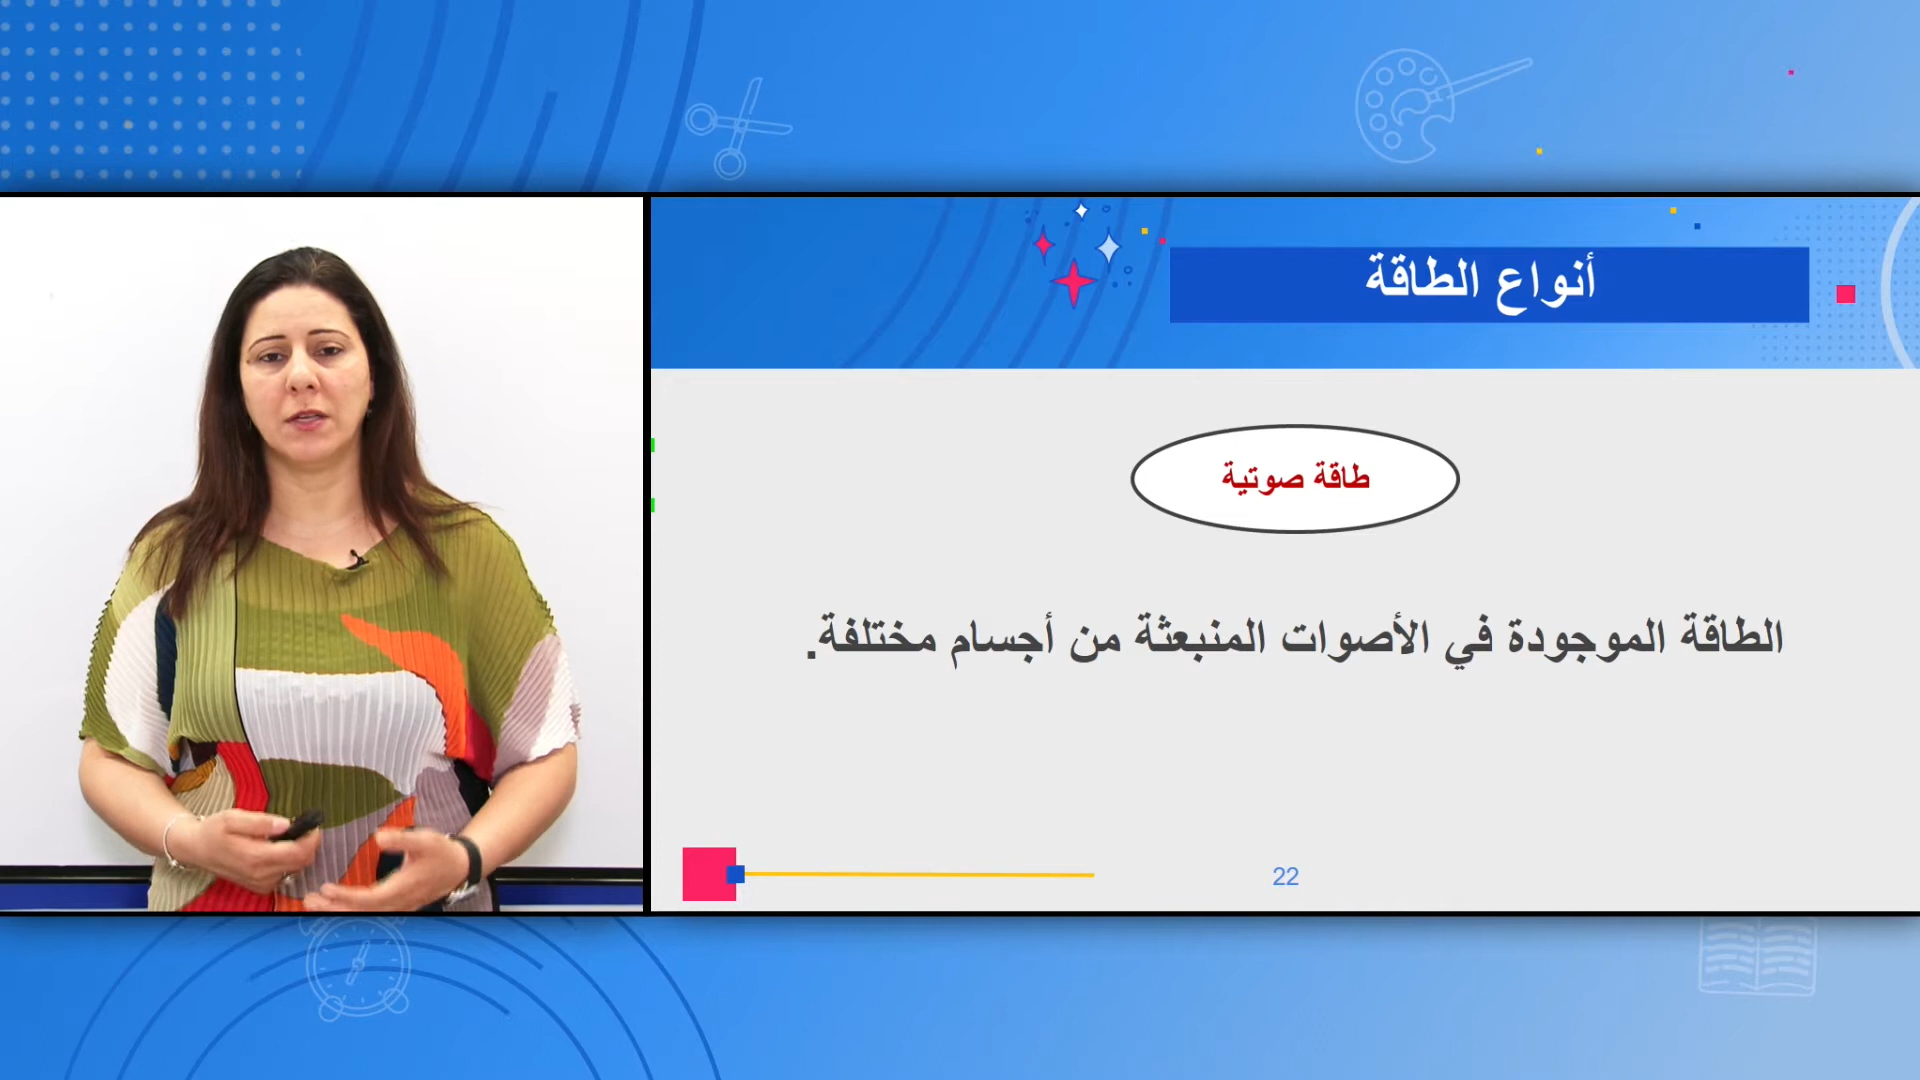 أنواع الطاقة
طاقة صوتية
الطاقة الموجودة في الأصوات المنبعثة من أجسام مختلفة.
22